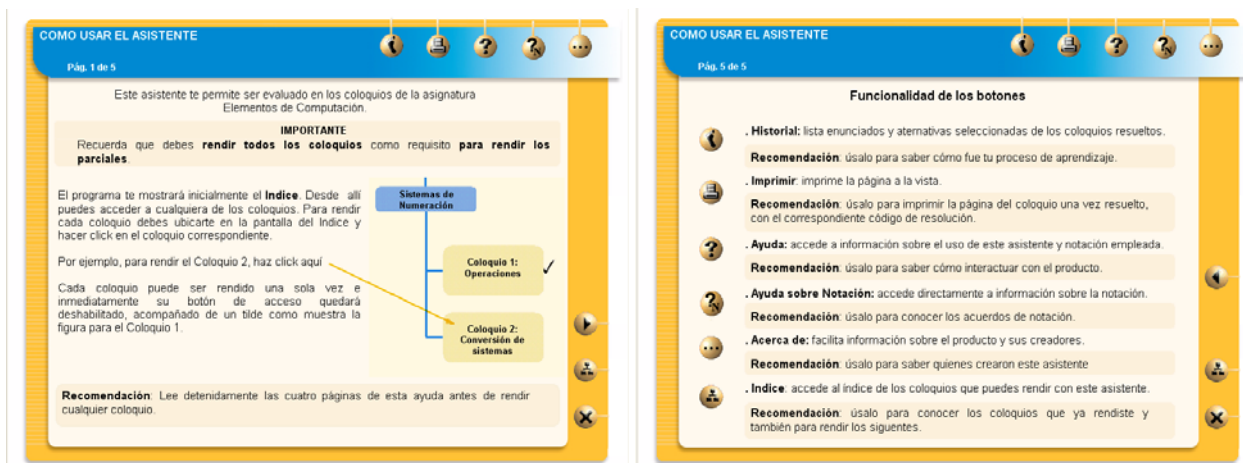 COMO USAR EL ASISTENTE
Pág. 1 de 5
Este asistente te permite ser evaluado en los coloquios de la asignatura
Elementos de Computación.
IMPORTANTE
Recuerda que debes rendir todos los coloquios como requisito para rendir los
parciales.
El programa te mostrará inicialmente el Indice. Desde allí
puedes acceder a cualquiera de los coloquios. Para rendir
cada coloquio debes ubicarte en la pantalla del Indice y
hacer click en el coloquio correspondiente.
Por ejemplo, para rendir el Coloquio 2, haz click aquí
Cada coloquio puede ser rendido una sola vez e
inmediatamente su botón de acceso quedará
deshabilitado, acompañado de un tilde como muestra la
figura para el Coloquio 1.
Sistemas de
Numeración
Coloquio 1:
Operaciones
Coloquio 2:
Conversión de
sistemas
Recomendación: Lee detenidamente las cuatro páginas de esta ayuda antes de rendir
cualquier coloquio.
COMO USAR EL ASISTENTE
Pág. 5 de 5
Funcionalidad de los botones
. Historial: lista enunciados y aternativas seleccionadas de los coloquios resueltos.
Recomendación: úsalo para saber cómo fue tu proceso de aprendizaje.
. Imprimir: imprime la página a la vista.
Recomendación: úsalo para imprimir la página del coloquio una vez resuelto,
con el correspondiente código de resolución.
. Ayuda: accede a información sobre el uso de este asistente y notación empleada.
Recomendación: úsalo para saber cómo interactuar con el producto.
. Ayuda sobre Notación: accede directamente a información sobre la notación.
Recomendación: úsalo para conocer los acuerdos de notación.
. Acerca de: facilita información sobre el producto y sus creadores.
Recomendación: úsalo para saber quienes crearon este asistente
. Indice: accede al índice de los coloquios que puedes rendir con este asistente.
Recomendación: úsalo para conocer los coloquios que ya rendiste y
también para rendir los siguentes.